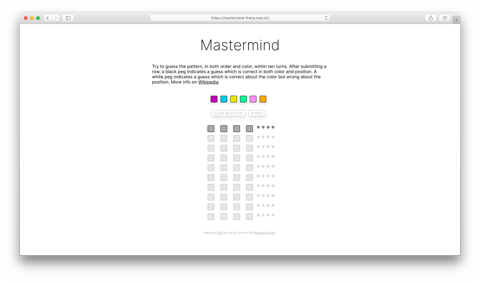 https://mastermind-theta.now.sh/
Mastermind
Try to guess the pattern, in both order and color, within ten turns. After submitting a
row, a black peg indicates a guess which is correct in both color and position. A
white peg indicates a guess which is correct about the color but wrong about the
position. More info on Wikipedia.
CLEAR SELECTION SUBMIT